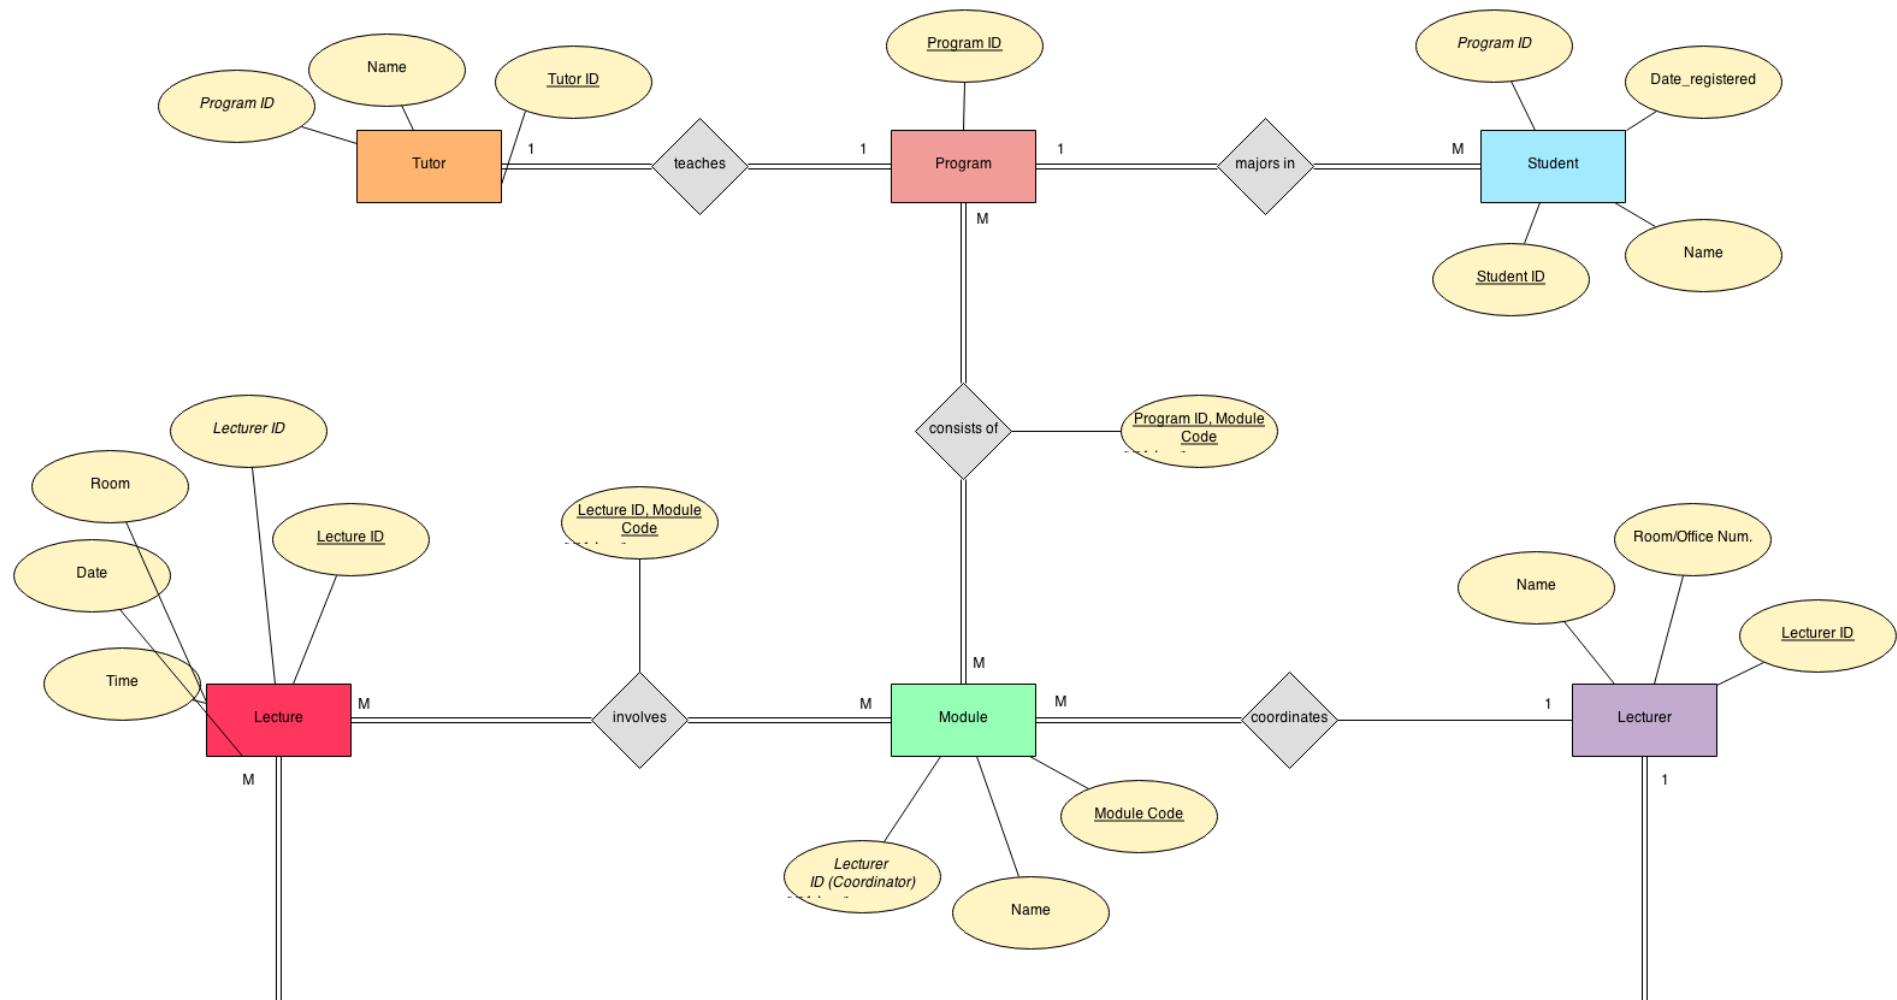 Program ID
Name
Tutor ID
Program ID
Program ID
Date_registered
Tutor
1
teaches
1
Program
1
majors in
M
Student
M
Student ID
Name
Lecturer ID
Room
Lecture ID
Date
Time
consists of
Program ID, Module
Code
Lecture ID, Module
Code
Room/Office Num.
Name
Lecturer ID
M
Lecture
M
involves
M
Module
M
coordinates
1
Lecturer
M
1
Module Code
Lecturer
ID (Coordinator)
Name